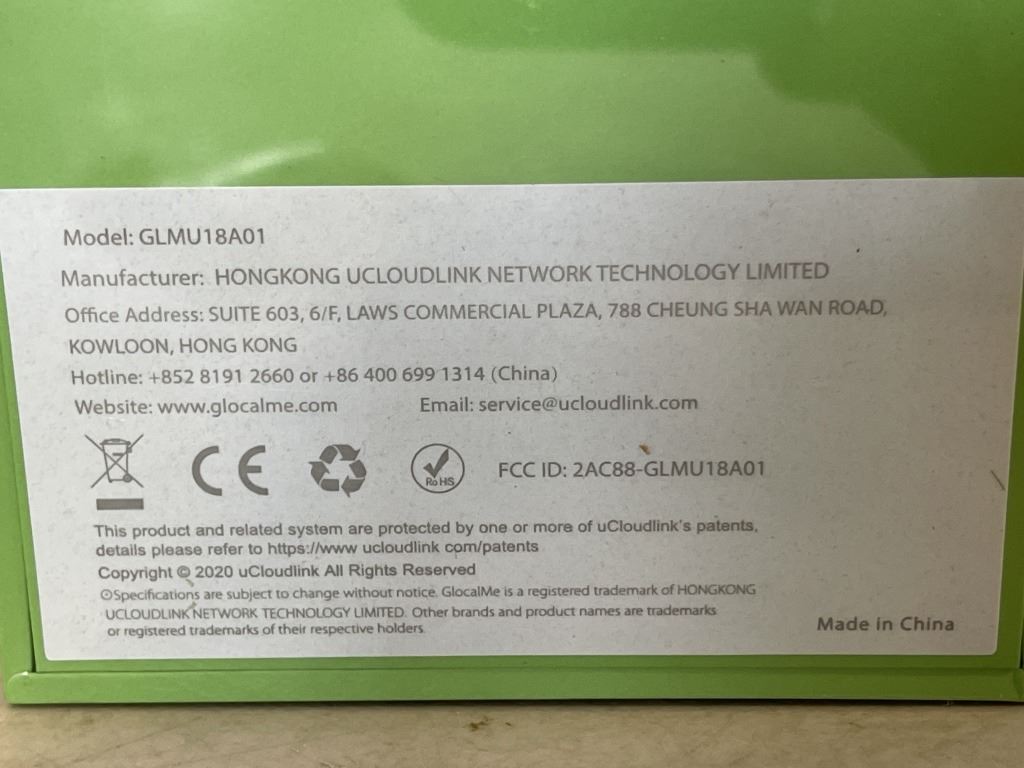 Model: GLMU18A01
Manufacturer: HONGKONG UCLOUDLINK NETWORK TECHNOLOGY LIMITED
Office Address: SUITE 603, 6/F, LAWS COMMERCIAL PLAZA, 788 CHEUNG SHA WAN ROAD,
KOWLOON, HONG KONG
Hotline: +852 8191 2660 or +86 400 699 1314 (China)
Website: www.glocalme.com Email: service@ucloudlink.com
CE RoHS FCC ID: 2AC88-GLMU18A01
This product and related system are protected by one or more of uCloudlink's patents,
details please refer to https://www ucloudlink com/patents
Copyright © 2020 uCloudlink All Rights Reserved
⊙Specifications are subject to change without notice. GlocalMe is a registered trademark of HONGKONG
UCLOUDLINK NETWORK TECHNOLOGY LIMITED. Other brands and product names are trademarks
or registered trademarks of their respective holders.
Made in China